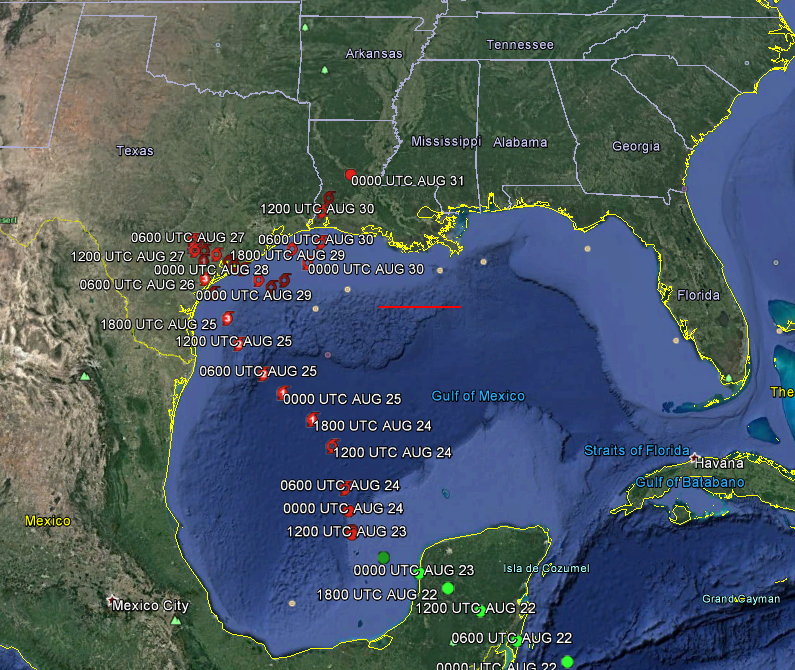 Tennessee
Arkansas
Mississippi
Alabama
Georgia
Texas
0000 UTC AUG 31
1200 UTC AUG 30
0600 UTC AUG 27
0600 UTC AUG 30
1200 UTC AUG 27
1800 UTC AUG 29
0000 UTC AUG 28
0000 UTC AUG 30
0600 UTC AUG 26
0000 UTC AUG 29
Florida
1800 UTC AUG 25
1200 UTC AUG 25
0600 UTC AUG 25
The
Gulf of Mexico
0000 UTC AUG 25
1800 UTC AUG 24
1200 UTC AUG 24
Straits of Florida
Havana
0600 UTC AUG 24
Gulf of Batabano
0000 UTC AUG 24
Mexico
1200 UTC AUG 23
0000 UTC AUG 23
Isla de Cozumel
1800 UTC AUG 22
Grand Cayman
Mexico City
1200 UTC AUG 22
0600 UTC AUG 22
0000 UTC AUG 22